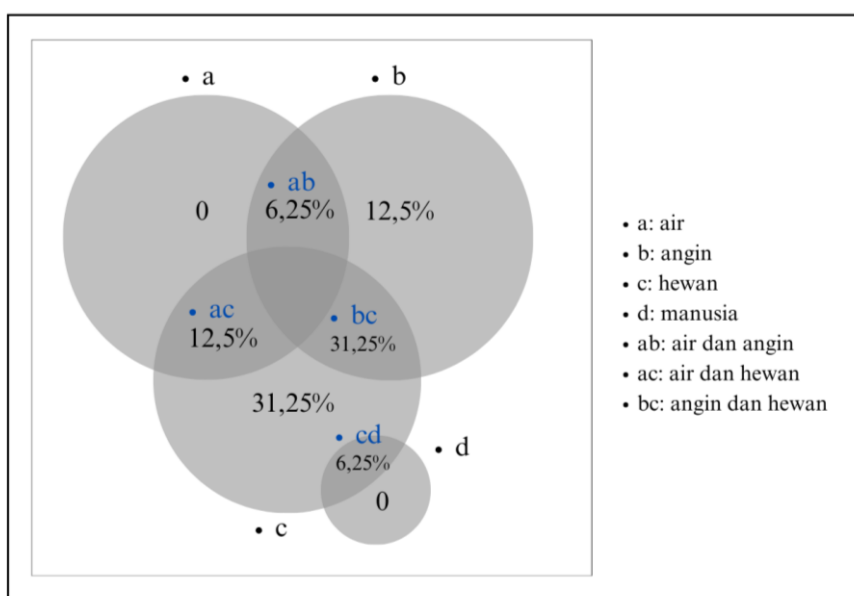 • a
• b
• ab
0
6,25%
12,5%
• ac
• bc
12,5%
31,25%
31,25%
• cd
6,25%
• d
0
• c
• a: air
• b: angin
• c: hewan
• d: manusia
• ab: air dan angin
• ac: air dan hewan
• bc: angin dan hewan